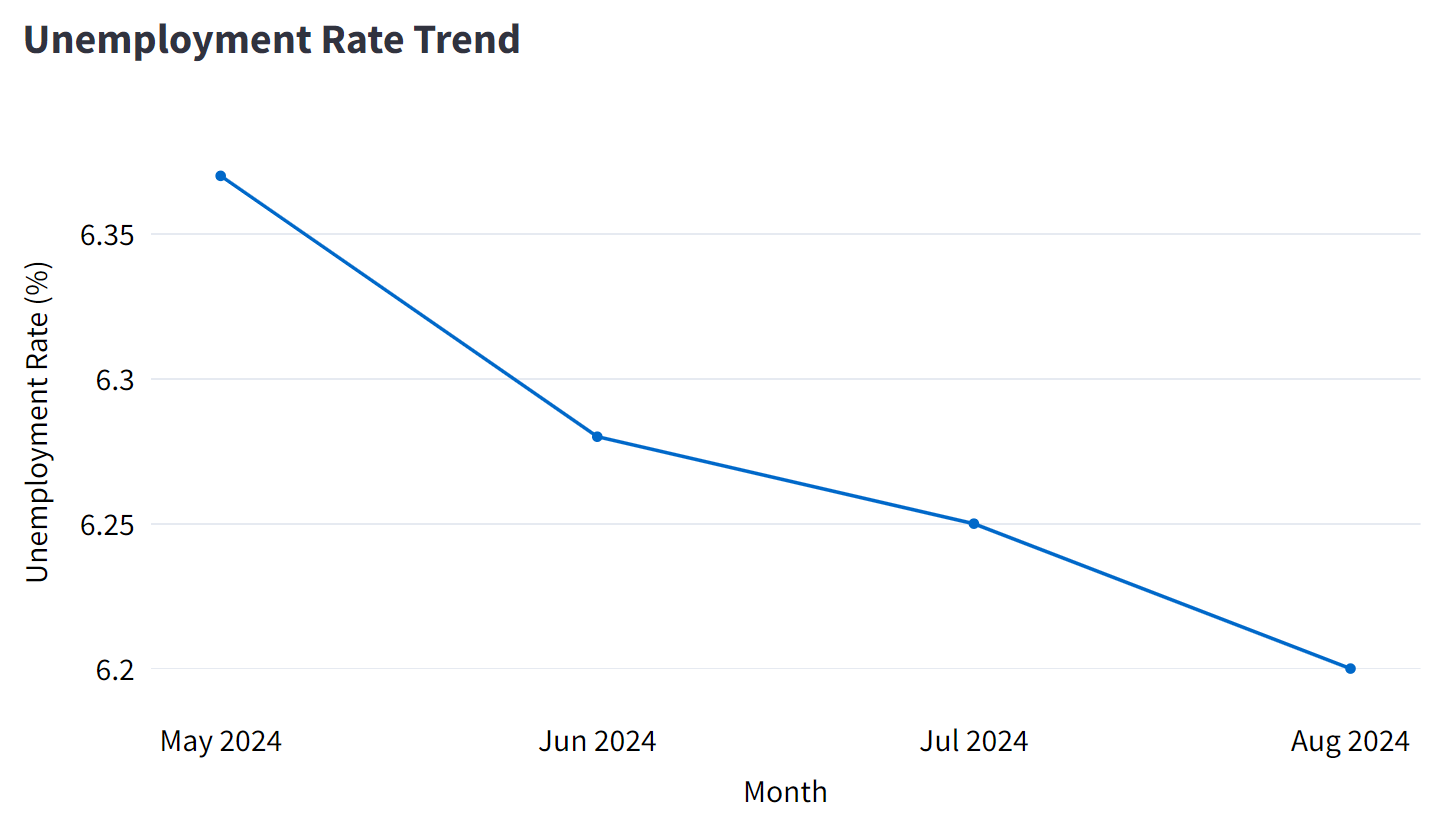 Unemployment Rate Trend
Unemployment Rate (%)
6.35
6.3
6.25
6.2
May 2024
Jun 2024
Jul 2024
Aug 2024
Month